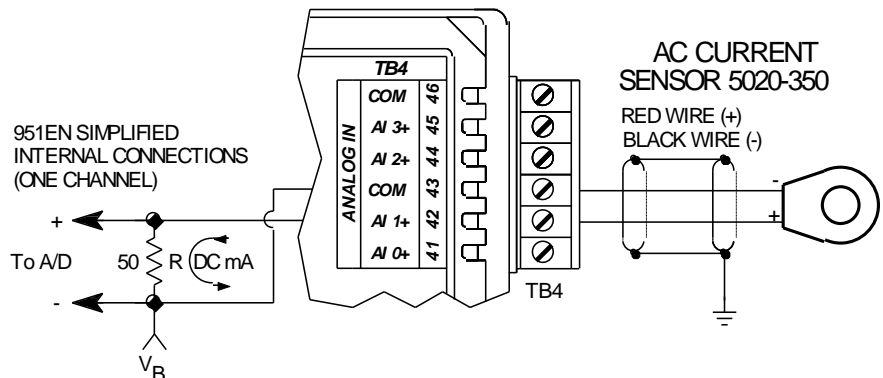 AC CURRENT
SENSOR 5020-350
RED WIRE (+)
BLACK WIRE (-)
951EN SIMPLIFIED
INTERNAL CONNECTIONS
(ONE CHANNEL)
TB4
ANALOG IN
COM 46
AI 3+ 45
AI 2+ 44
COM 43
AI 1+ 42
AI 0+ 41
TB4
-
+
+
To A/D
50 R DC mA
-
VB